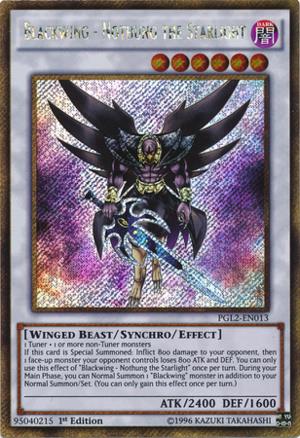 BLACKWING - NOTHUNG THE STARLIGHT
DARK
闇
PGL2-EN013
[WINGED BEAST/SYNCHRO/EFFECT]
1 Tuner + 1 or more non-Tuner monsters
If this card is Special Summoned: Inflict 800 damage to your opponent, then
1 face-up monster your opponent controls loses 800 ATK and DEF. You can only
use this effect of "Blackwing - Nothung the Starlight" once per turn. During your
Main Phase, you can Normal Summon 1 "Blackwing" monster in addition to your
Normal Summon/Set. (You can only gain this effect once per turn.)
ATK/2400 DEF/1600
95040215 1st Edition ©1996 KAZUKI TAKAHASHI